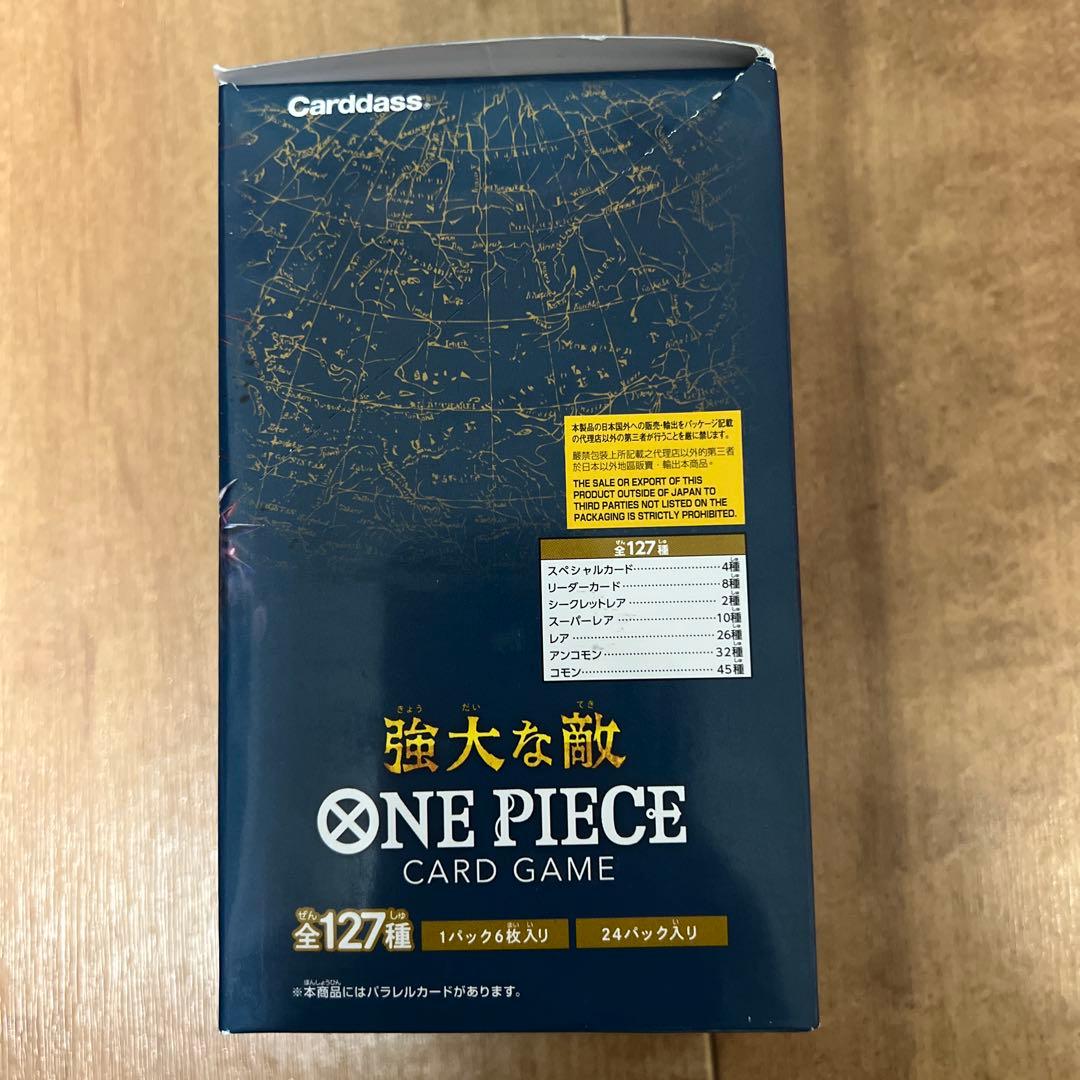 Carddass®
本製品の日本国外への販売・輸出をパッケージ記載
の代理店以外の第三者が行うことを厳に禁じます。
嚴禁包裝上所記載之代理店以外的第三者
於日本以外地區販賣・輸出本商品。
THE SALE OR EXPORT OF THIS
PRODUCT OUTSIDE OF JAPAN TO
THIRD PARTIES NOT LISTED ON THE
PACKAGING IS STRICTLY PROHIBITED.
全127種
スペシャルカード 4種
リーダーカード 8種
シークレットレア 2種
スーパーレア 10種
レア 26種
アンコモン 32種
コモン 45種
強大な敵
ONE PIECE
CARD GAME
全127種
1パック6枚入り
24パック入り
※本商品にはパラレルカードがあります。